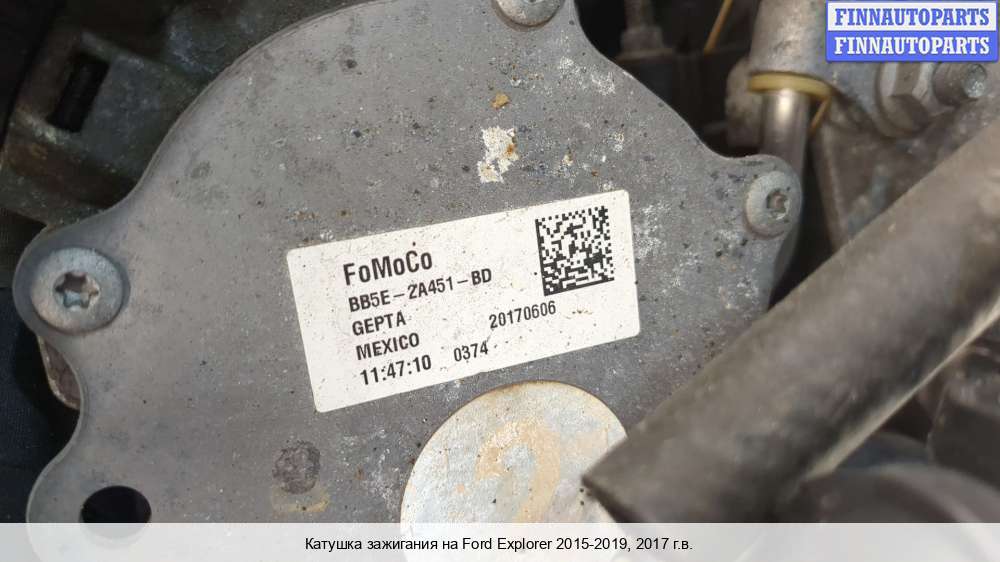 FINNAUTOPARTS
FINNAUTOPARTS
FoMoCo
BB5E-2A451-BD
GEPTA
MEXICO 20170606
11:47:10 0374
Катушка зажигания на Ford Explorer 2015-2019, 2017 г.в.